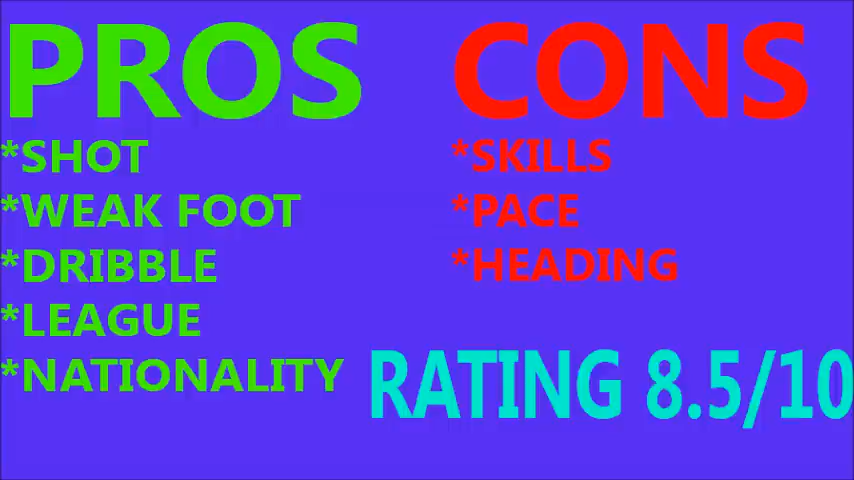 PROS
*SHOT
*WEAK FOOT
*DRIBBLE
*LEAGUE
*NATIONALITY
CONS
*SKILLS
*PACE
*HEADING
RATING 8.5/10